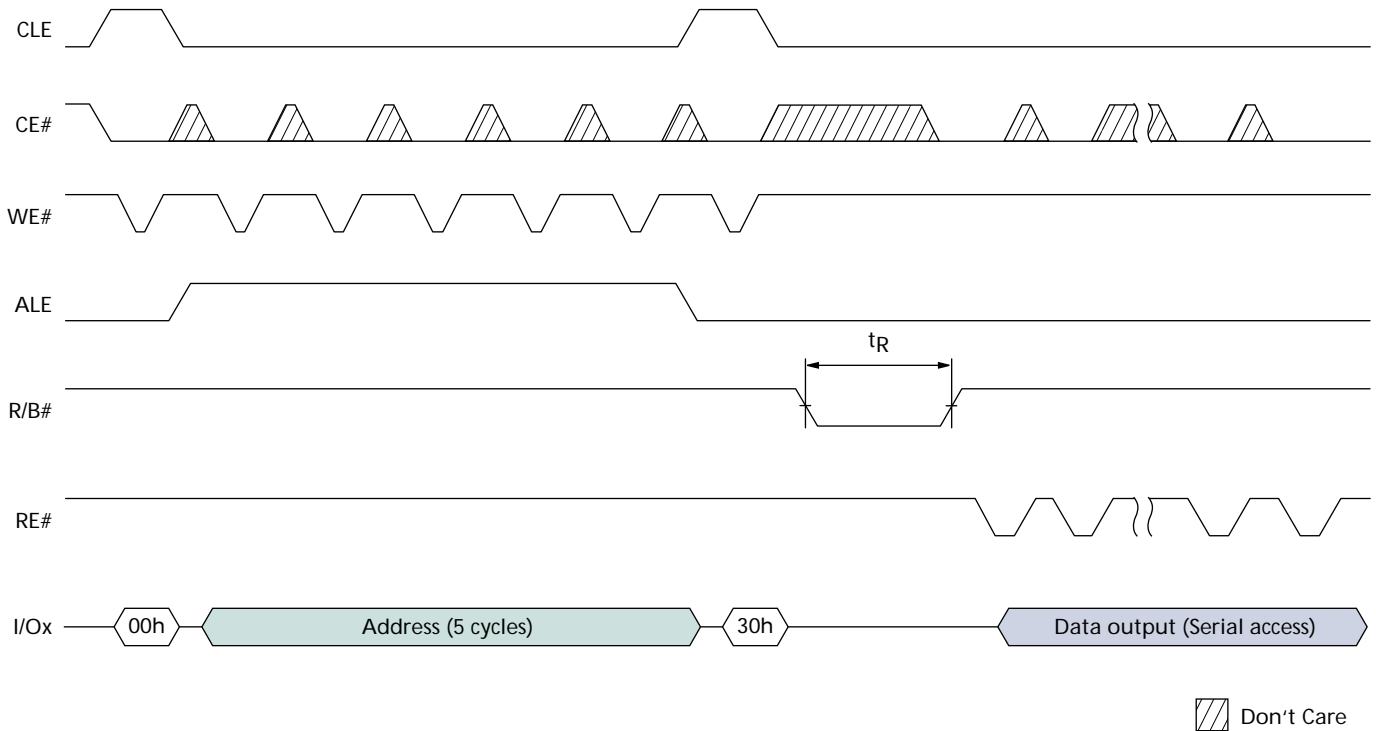 CLE
CE#
WE#
ALE
tR
R/B#
RE#
I/Ox 00h Address (5 cycles) 30h Data output (Serial access)
Don't Care